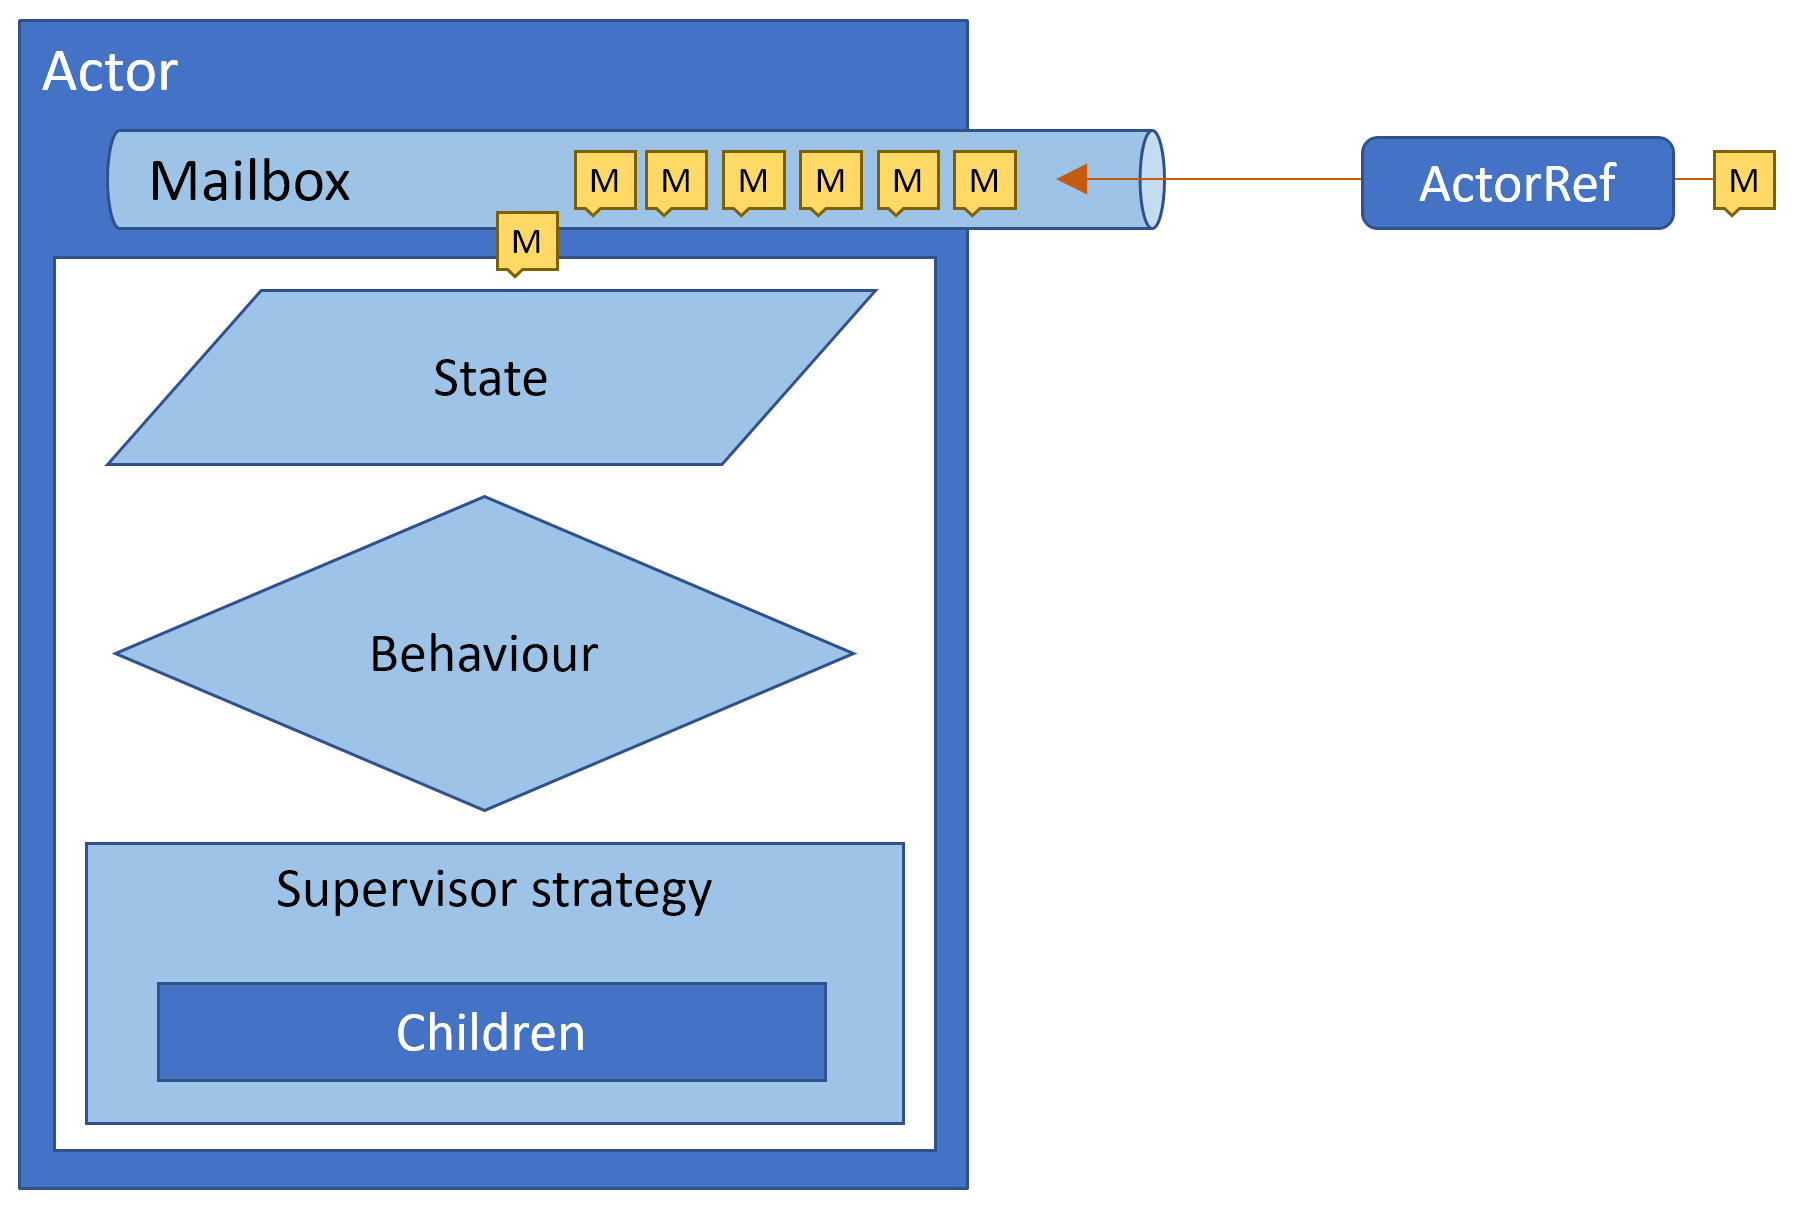 Actor
Mailbox
M M M M M M
ActorRef
M
M
State
Behaviour
Supervisor strategy
Children